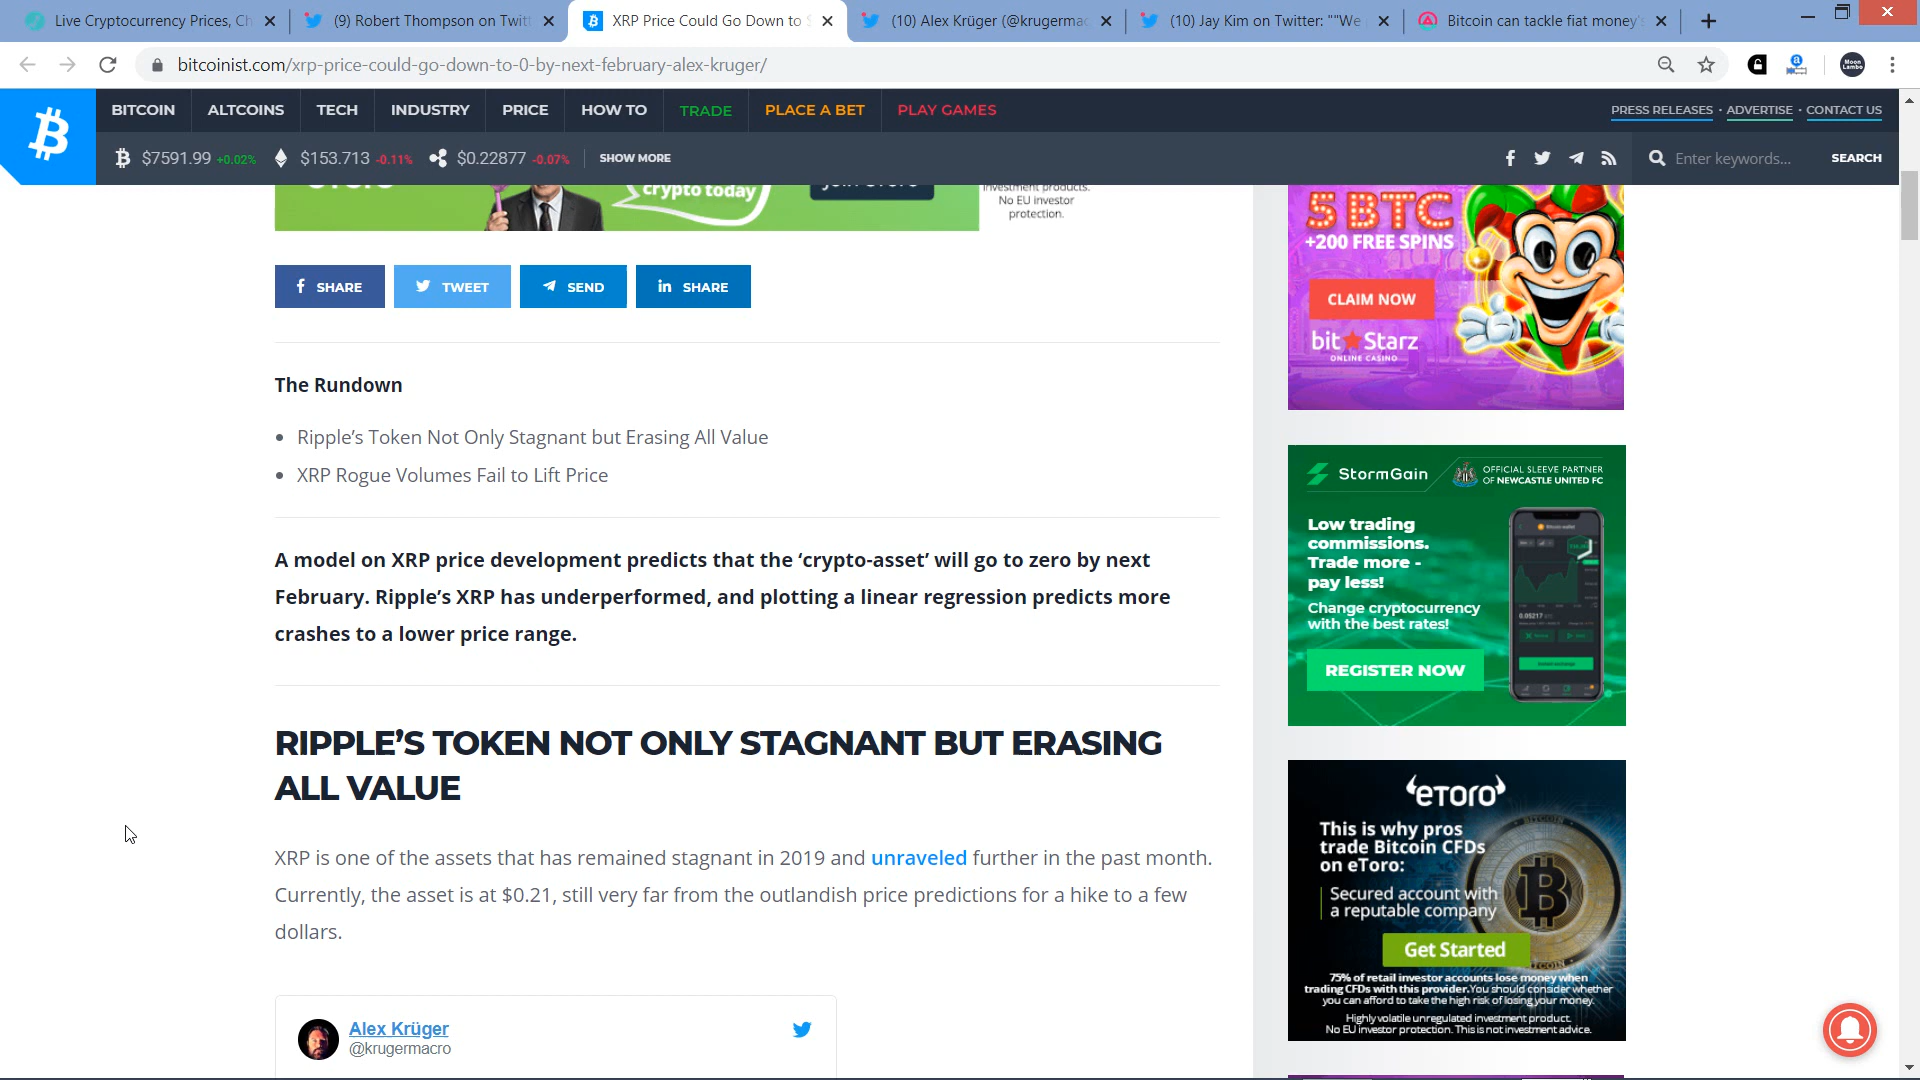 Live Cryptocurrency Prices, Ch
(9) Robert Thompson on Twitt
XRP Price Could Go Down to
(10) Alex Krüger (@krugermac
(10) Jay Kim on Twitter: ""We
Bitcoin can tackle fiat money's
bitcoinist.com/xrp-price-could-go-down-to-0-by-next-february-alex-kruger/
BITCOIN ALTCOINS TECH INDUSTRY PRICE HOW TO TRADE PLACE A BET PLAY GAMES
PRESS RELEASES · ADVERTISE · CONTACT US
$7591.99 +0.02% $153.713 -0.11% $0.22877 -0.07% SHOW MORE
Enter keywords... SEARCH
crypto today
investment products.
No EU investor
protection.
SHARE TWEET SEND SHARE
The Rundown
• Ripple's Token Not Only Stagnant but Erasing All Value
• XRP Rogue Volumes Fail to Lift Price
A model on XRP price development predicts that the ‘crypto-asset’ will go to zero by next
February. Ripple’s XRP has underperformed, and plotting a linear regression predicts more
crashes to a lower price range.
RIPPLE’S TOKEN NOT ONLY STAGNANT BUT ERASING
ALL VALUE
XRP is one of the assets that has remained stagnant in 2019 and unraveled further in the past month.
Currently, the asset is at $0.21, still very far from the outlandish price predictions for a hike to a few
dollars.
Alex Krüger
@krugermacro
5 BTC
+200 FREE SPINS
CLAIM NOW
bitStarz
ONLINE CASINO
StormGain
OFFICIAL SLEEVE PARTNER
OF NEWCASTLE UNITED FC
Low trading
commissions.
Trade more -
pay less!
Change cryptocurrency
with the best rates!
REGISTER NOW
eToro
This is why pros
trade Bitcoin CFDs
on eToro:
Secured account with
a reputable company
Get Started
75% of retail investor accounts lose money when
trading CFDs with this provider. You should consider whether
you can afford to take the high risk of losing your money.
Highly volatile unregulated investment product.
No EU investor protection. This is not investment advice.